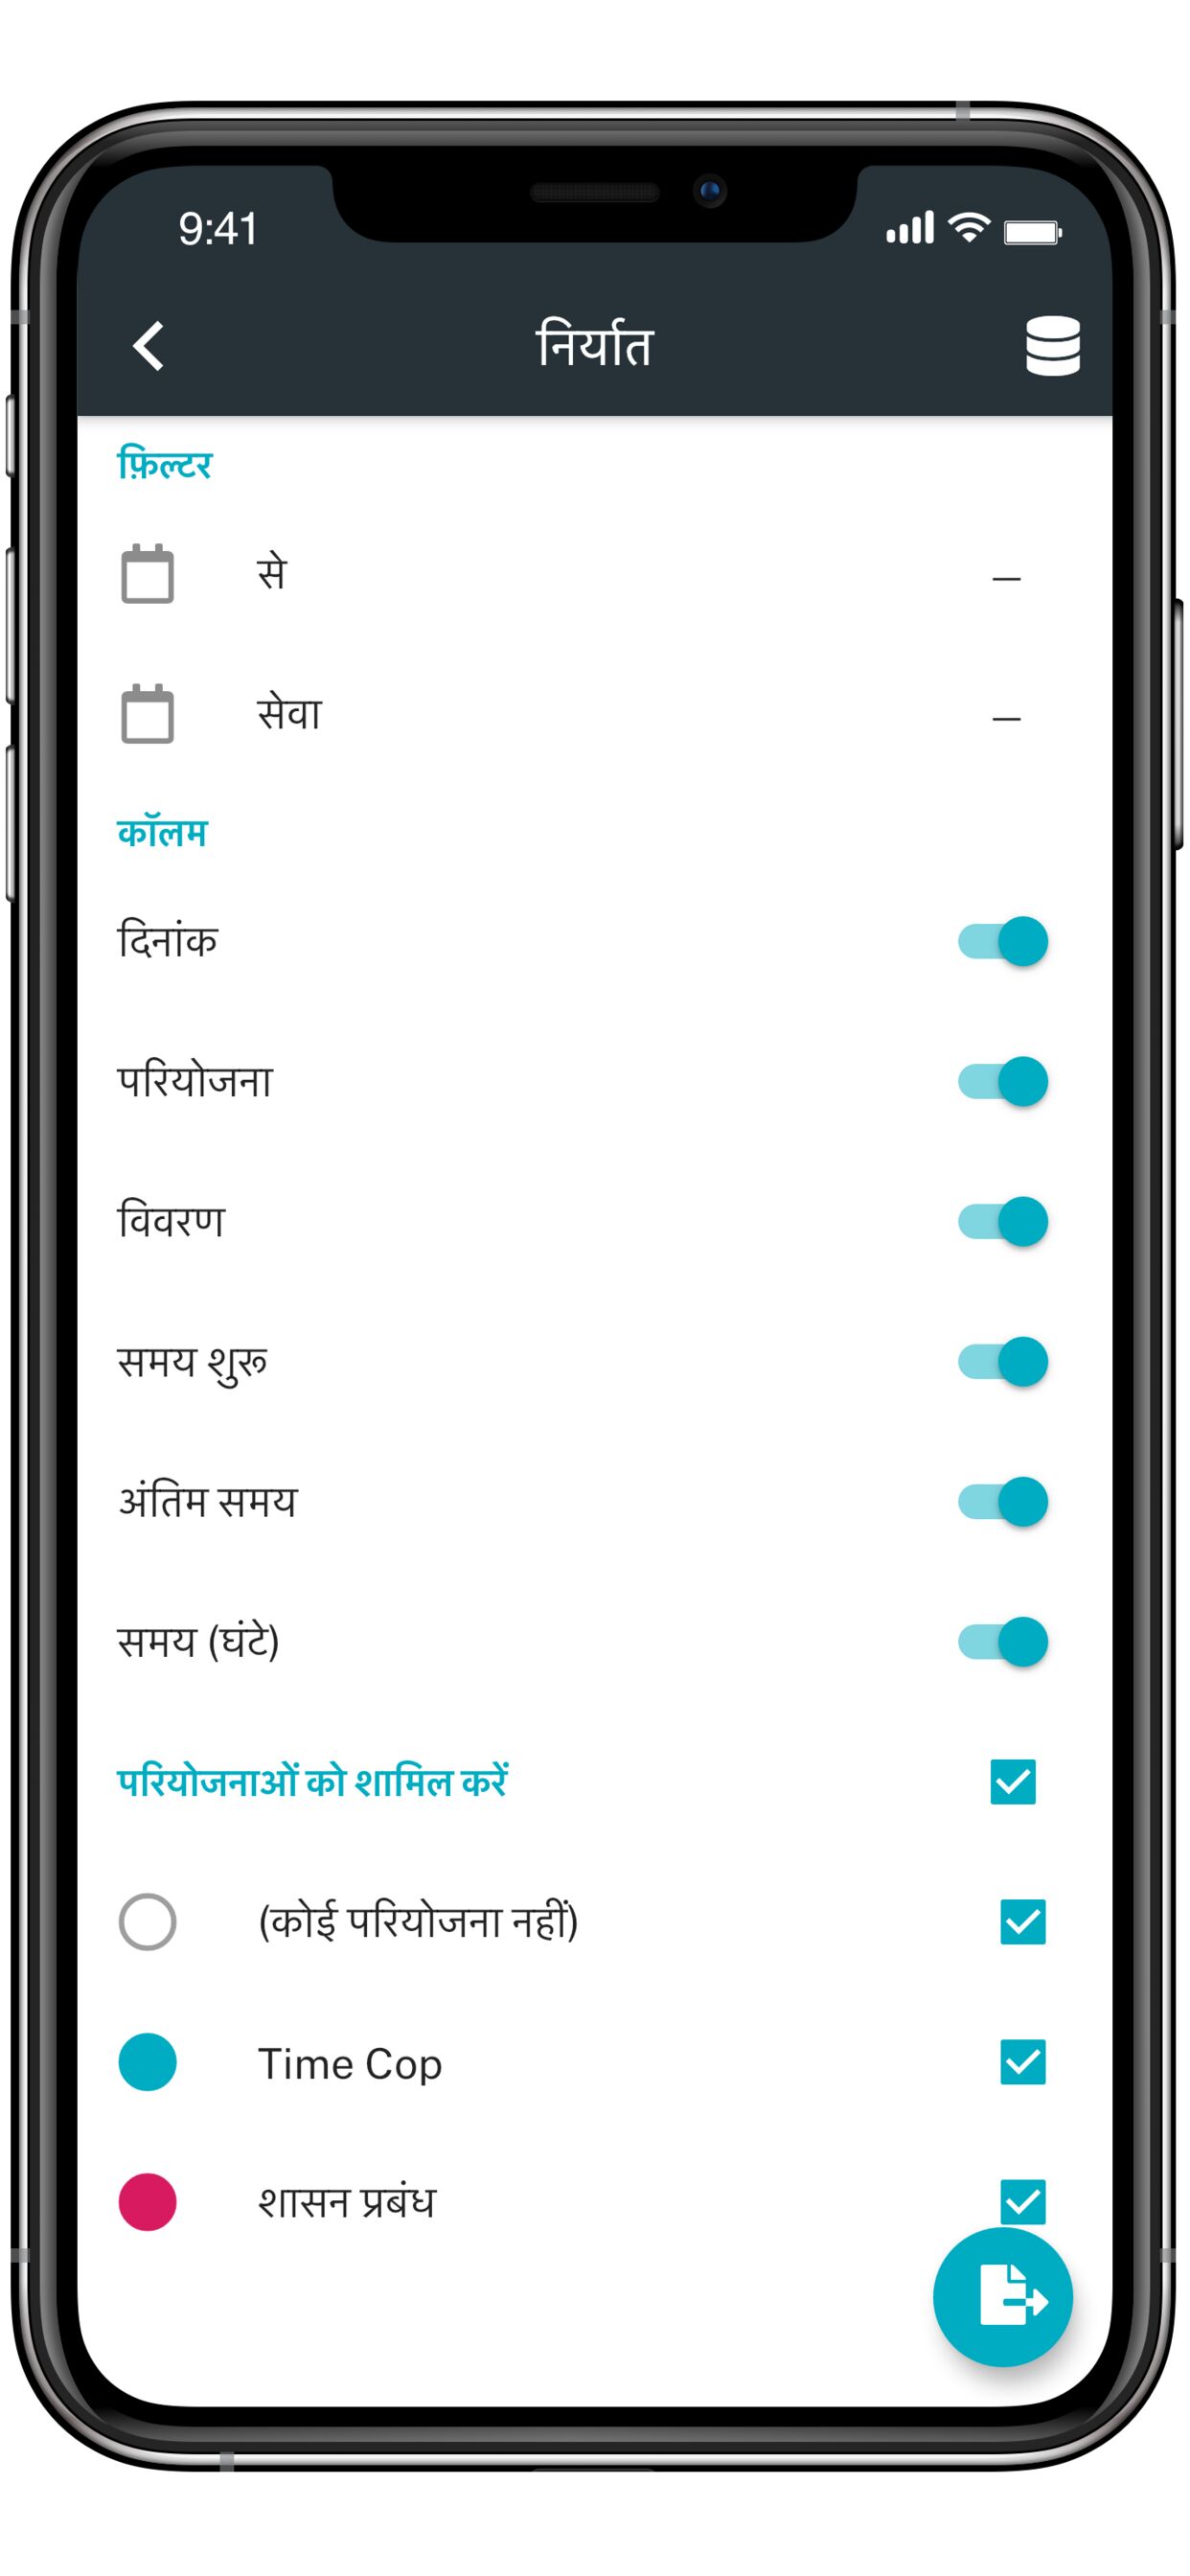 9:41
निर्यात
फ़िल्टर
से –
सेवा –
कॉलम
दिनांक
परियोजना
विवरण
समय शुरू
अंतिम समय
समय (घंटे)
परियोजनाओं को शामिल करें
(कोई परियोजना नहीं)
Time Cop
शासन प्रबंध